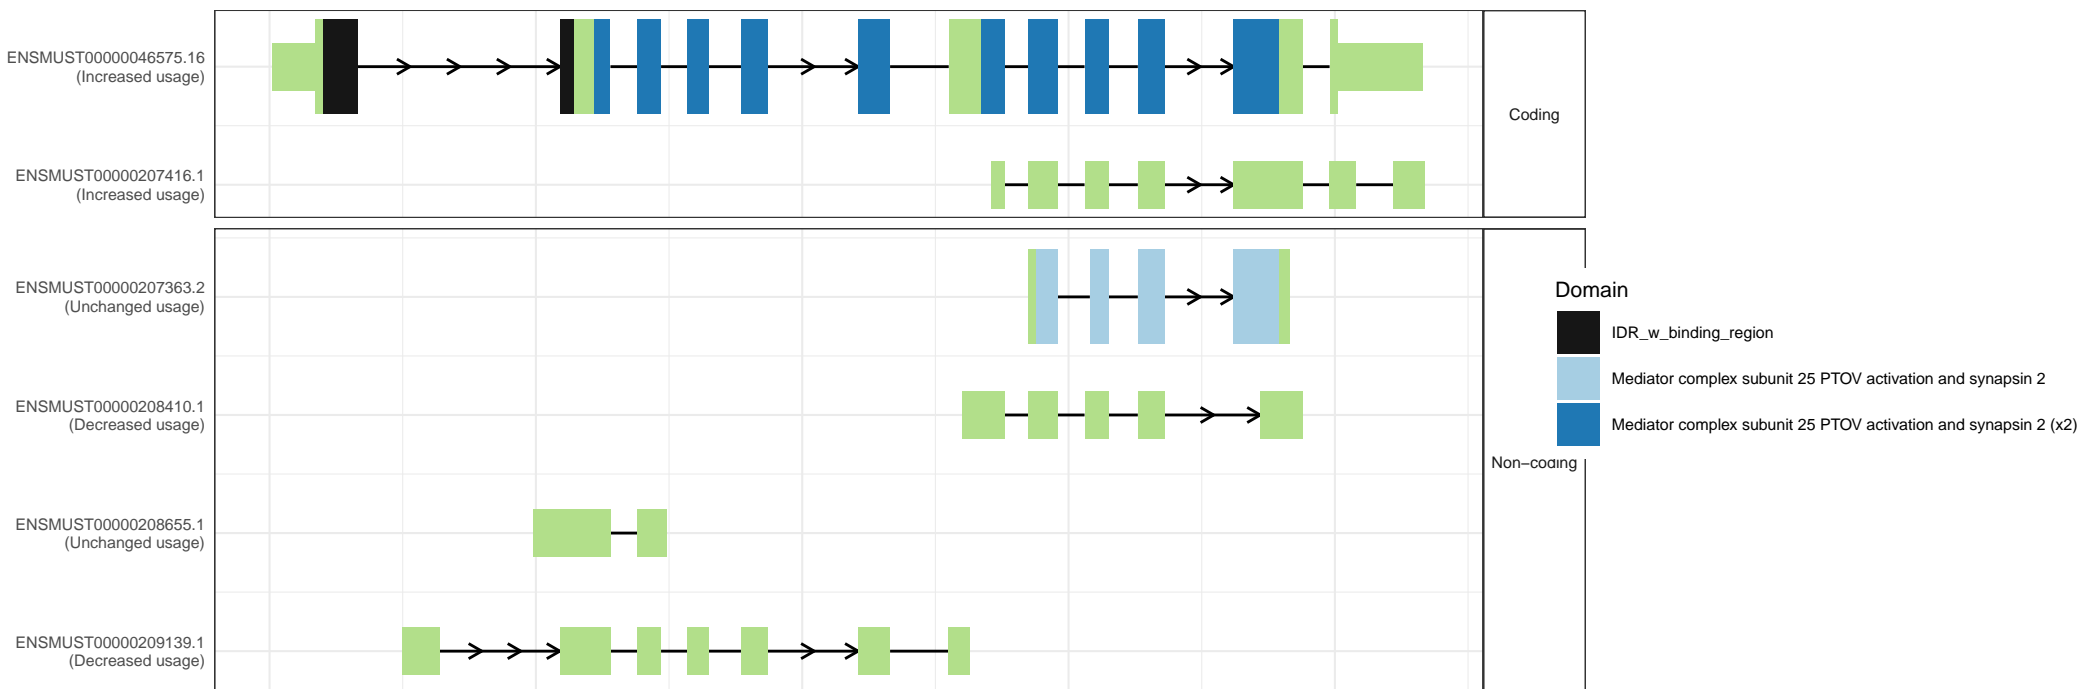 ENSMUST00000046575.16
(Increased usage)
ENSMUST00000207416.1
(Increased usage)
Coding
ENSMUST00000207363.2
(Unchanged usage)
ENSMUST00000208410.1
(Decreased usage)
ENSMUST00000208655.1
(Unchanged usage)
ENSMUST00000209139.1
(Decreased usage)
Non−coding
Domain
IDR_w_binding_region
Mediator complex subunit 25 PTOV activation and synapsin 2
Mediator complex subunit 25 PTOV activation and synapsin 2 (x2)